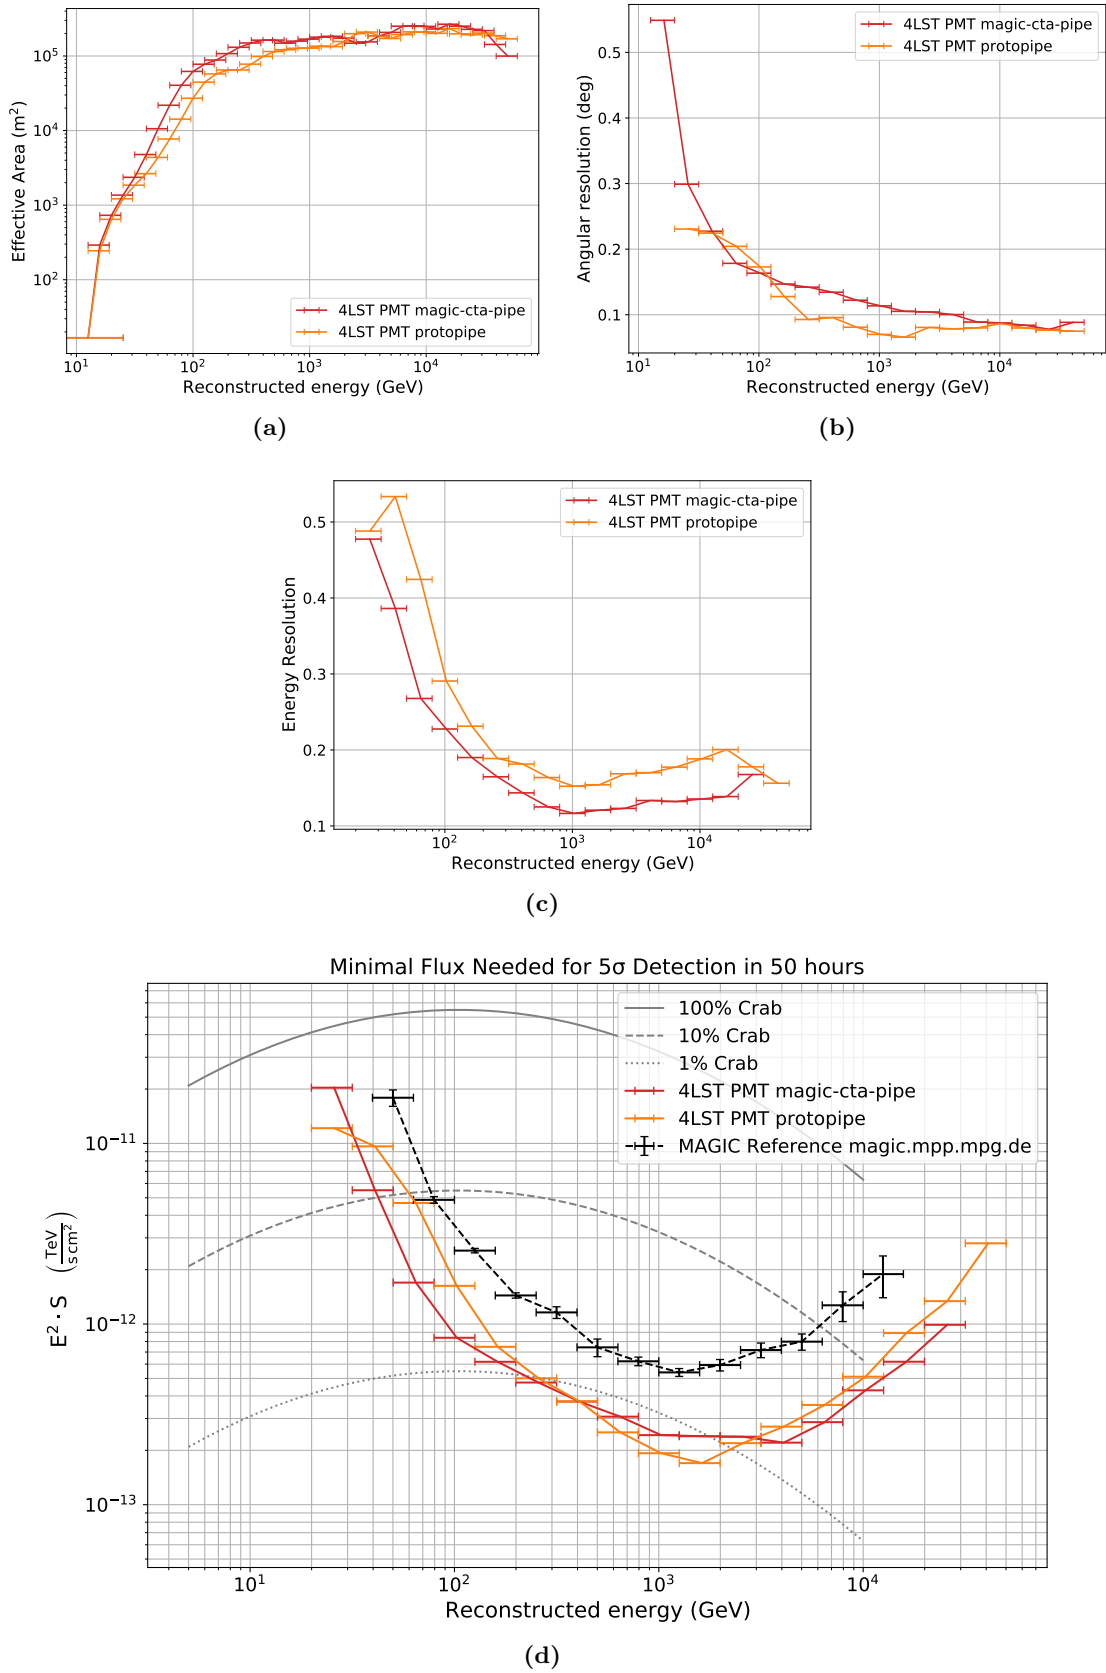 10⁵
10⁴
10³
10²
Effective Area (m²)
4LST PMT magic-cta-pipe
4LST PMT protopipe
10¹ 10² 10³ 10⁴
Reconstructed energy (GeV)
(a)
0.5
0.4
0.3
0.2
0.1
Angular resolution (deg)
4LST PMT magic-cta-pipe
4LST PMT protopipe
10¹ 10² 10³ 10⁴
Reconstructed energy (GeV)
(b)
0.5
0.4
0.3
0.2
0.1
Energy Resolution
4LST PMT magic-cta-pipe
4LST PMT protopipe
10² 10³ 10⁴
Reconstructed energy (GeV)
(c)
Minimal Flux Needed for 5σ Detection in 50 hours
100% Crab
10% Crab
1% Crab
4LST PMT magic-cta-pipe
4LST PMT protopipe
MAGIC Reference magic.mpp.mpg.de
10⁻¹¹
10⁻¹²
10⁻¹³
E² · S (TeV / s cm²)
10¹ 10² 10³ 10⁴
Reconstructed energy (GeV)
(d)